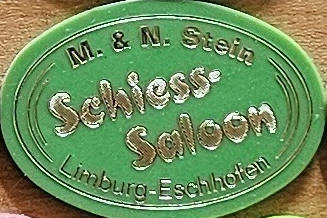 M. & N. Stein
Schiess-
Saloon
Limburg-Eschhofen